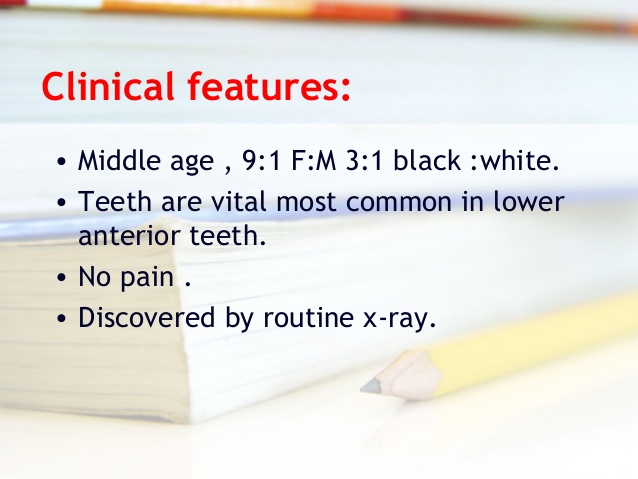 Clinical features:
• Middle age , 9:1 F:M 3:1 black :white.
• Teeth are vital most common in lower
anterior teeth.
• No pain .
• Discovered by routine x-ray.